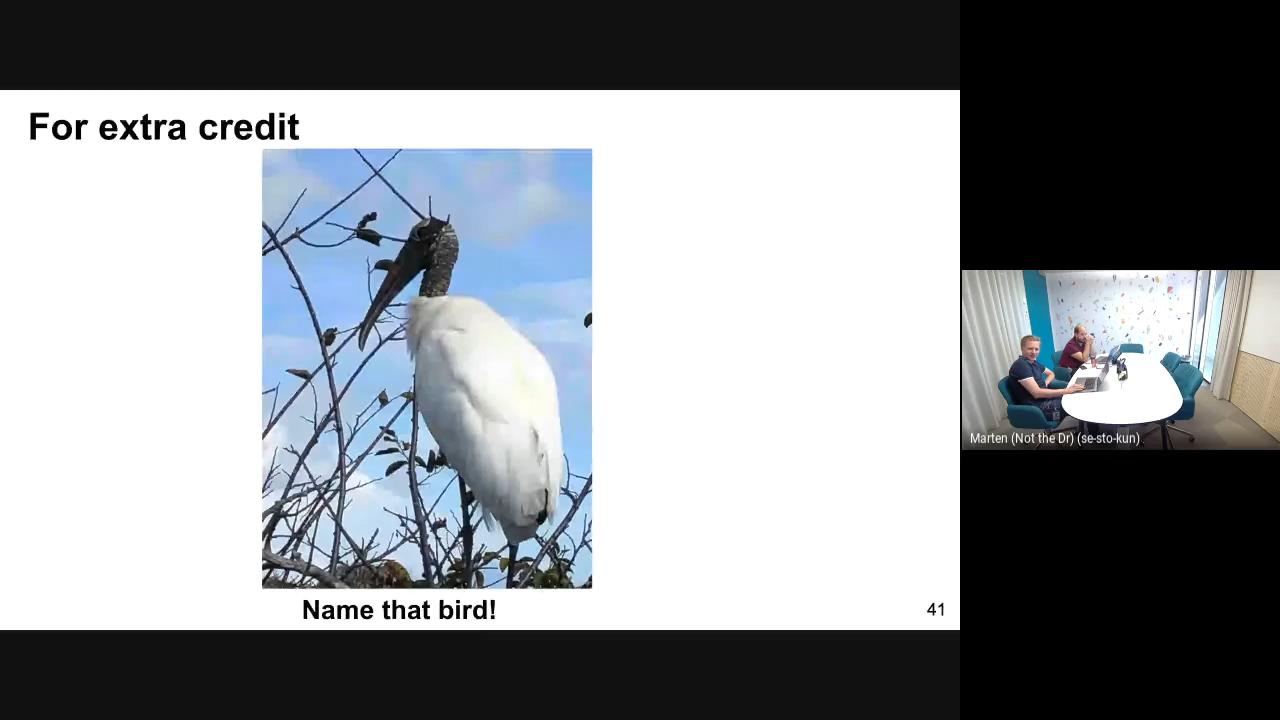 For extra credit
Name that bird!
41
Marten (Not the Dr) (se-sto-kun)